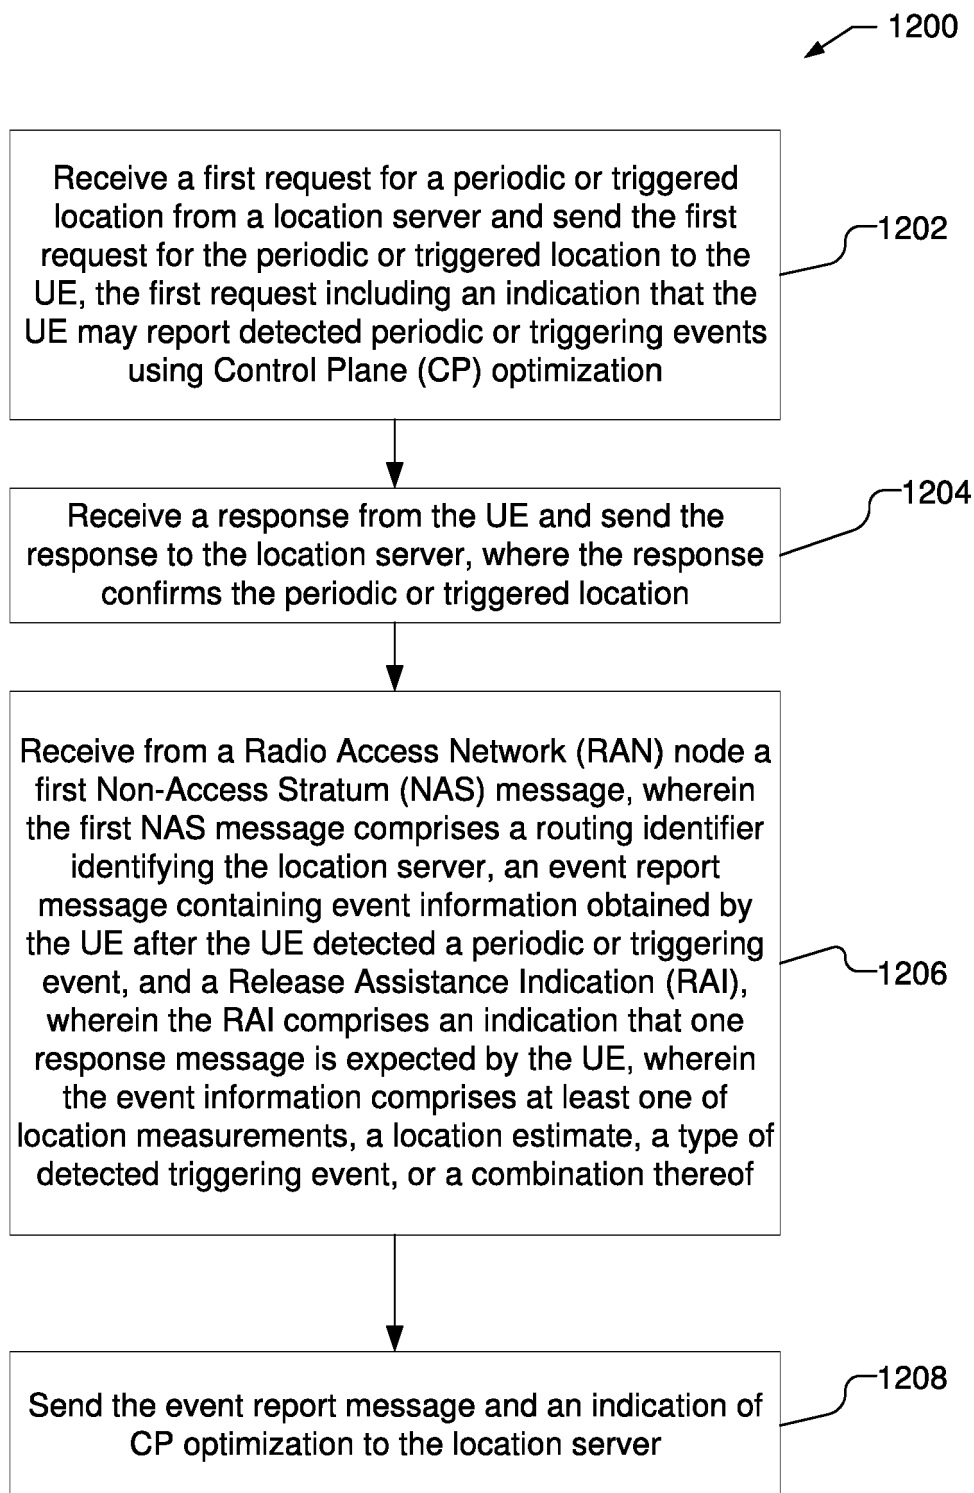 1200
Receive a first request for a periodic or triggered
location from a location server and send the first
request for the periodic or triggered location to the
UE, the first request including an indication that the
UE may report detected periodic or triggering events
using Control Plane (CP) optimization
1202
Receive a response from the UE and send the
response to the location server, where the response
confirms the periodic or triggered location
1204
Receive from a Radio Access Network (RAN) node a
first Non-Access Stratum (NAS) message, wherein
the first NAS message comprises a routing identifier
identifying the location server, an event report
message containing event information obtained by
the UE after the UE detected a periodic or triggering
event, and a Release Assistance Indication (RAI),
wherein the RAI comprises an indication that one
response message is expected by the UE, wherein
the event information comprises at least one of
location measurements, a location estimate, a type of
detected triggering event, or a combination thereof
1206
Send the event report message and an indication of
CP optimization to the location server
1208